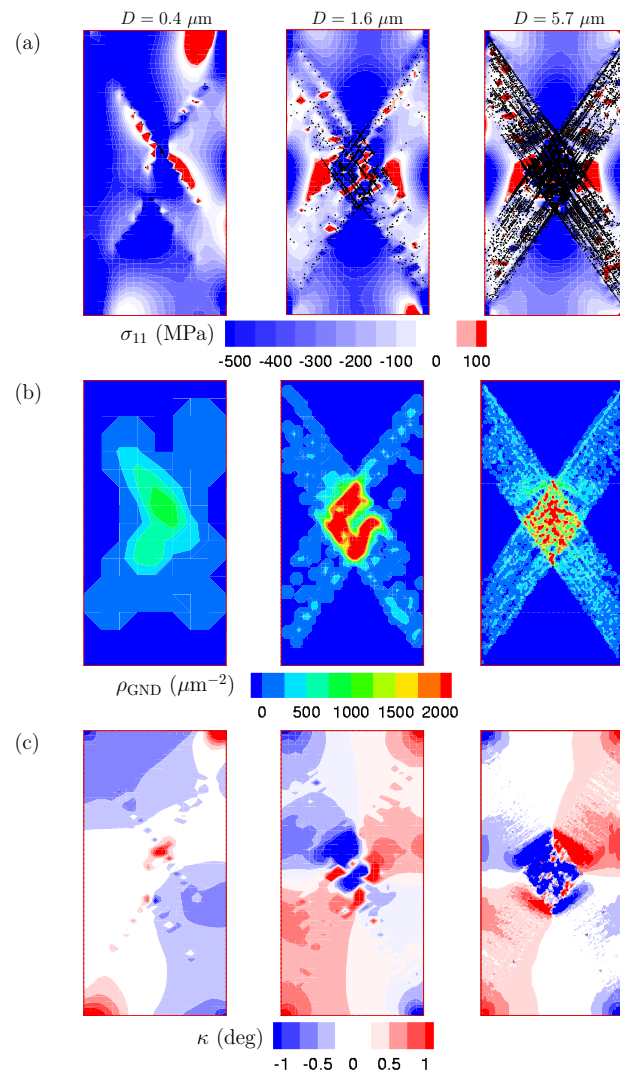 D = 0.4 μm D = 1.6 μm D = 5.7 μm
(a)
σ₁₁ (MPa)
-500 -400 -300 -200 -100 0 100
(b)
ρGND (μm⁻²)
0 500 1000 1500 2000
(c)
κ (deg)
-1 -0.5 0 0.5 1